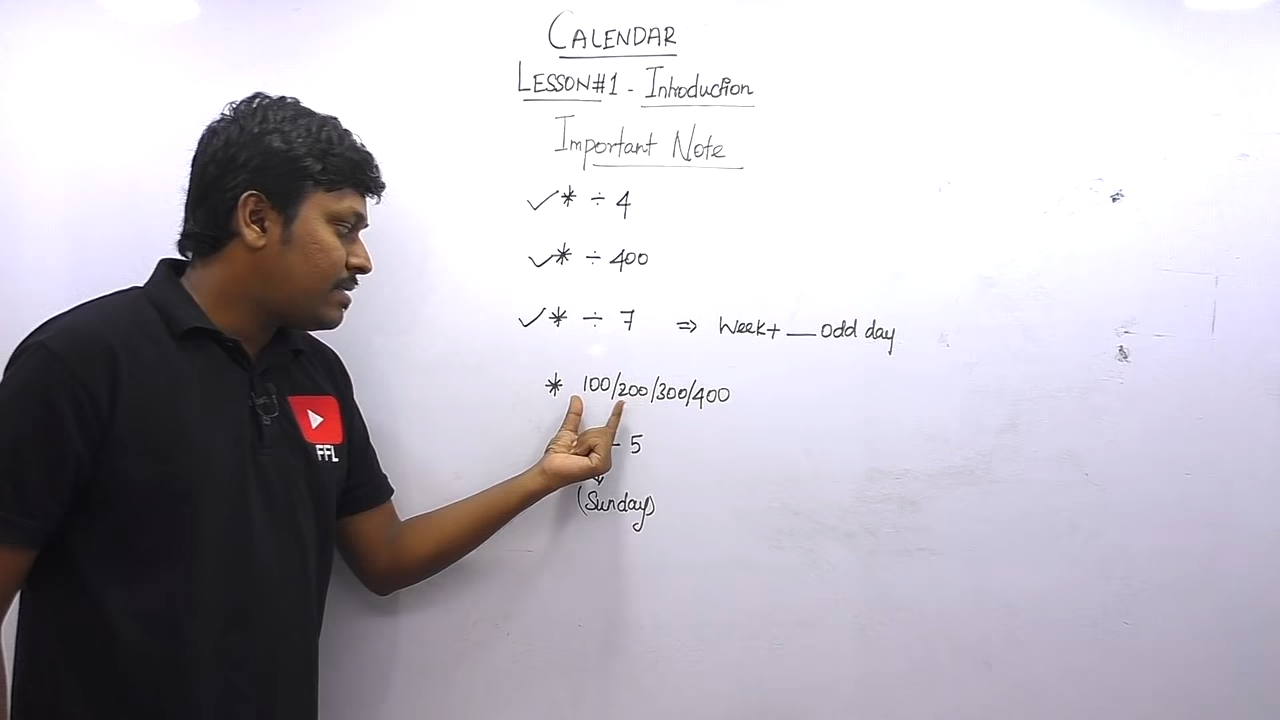 CALENDAR
LESSON#1 - Introduction
Important Note
✓* ÷ 4
✓* ÷ 400
✓* ÷ 7 ⇒ Week+ __ Odd day
* 100/200/300/400
- 5
(Sunday)
FFL